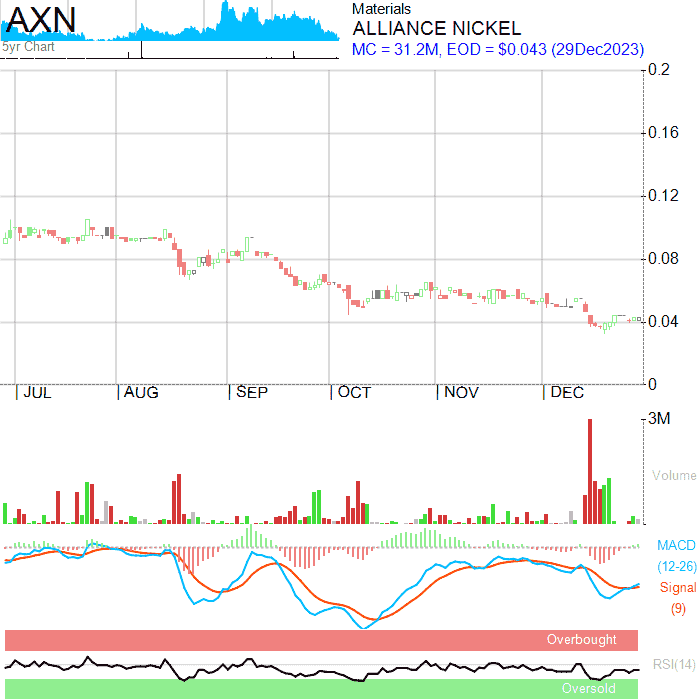 AXN
5yr Chart
Materials
ALLIANCE NICKEL
MC = 31.2M, EOD = $0.043 (29Dec2023)
0.2
0.16
0.12
0.08
0.04
0
JUL AUG SEP OCT NOV DEC
3M
Volume
MACD
(12-26)
Signal
(9)
Overbought
RSI(14)
Oversold